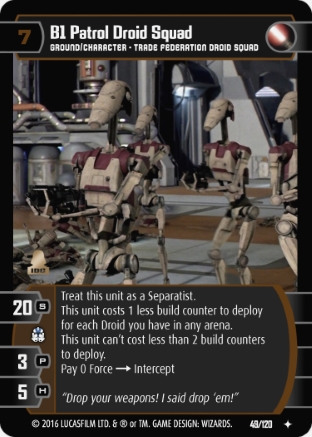 7
B1 Patrol Droid Squad
GROUND/CHARACTER - TRADE FEDERATION DROID SQUAD
20 S
3 P
5 H
Treat this unit as a Separatist.
This unit costs 1 less build counter to deploy
for each Droid you have in any arena.
This unit can't cost less than 2 build counters
to deploy.
Pay 0 Force → Intercept
"Drop your weapons! I said drop 'em!"
© 2016 LUCASFILM LTD. & ® or TM. GAME DESIGN: WIZARDS.
48/120